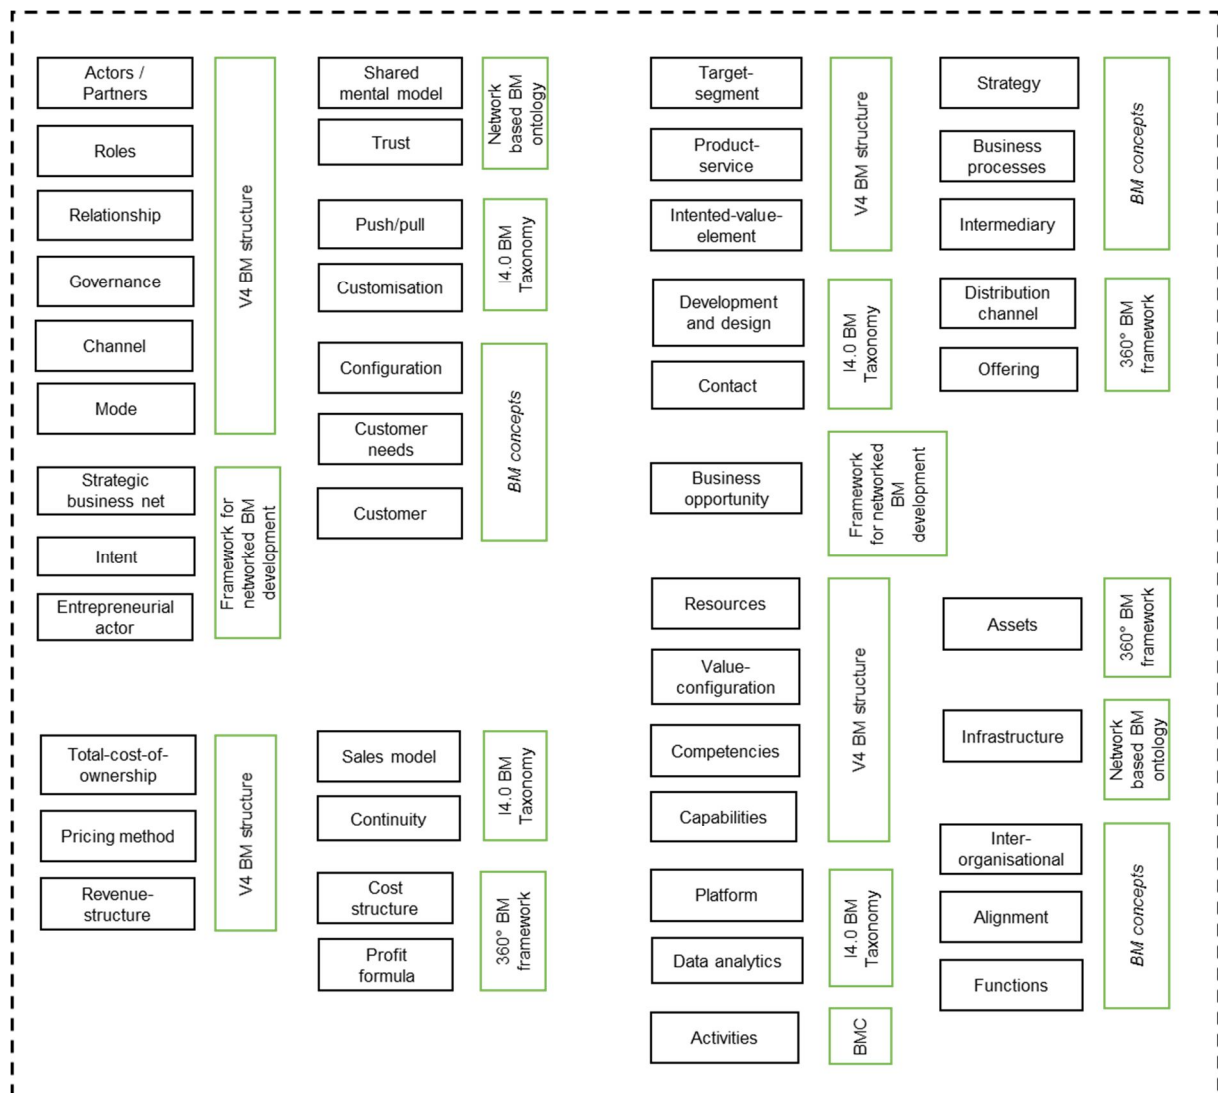 Actors /
Partners
Roles
Relationship
Governance
Channel
Mode
V4 BM structure
Strategic
business net
Intent
Entrepreneurial
actor
Framework for
networked BM
development
Shared
mental model
Trust
Network
based BM
ontology
Push/pull
Customisation
I4.0 BM
Taxonomy
Configuration
Customer
needs
Customer
BM concepts
Total-cost-of-
ownership
Pricing method
Revenue-
structure
V4 BM structure
Sales model
Continuity
I4.0 BM
Taxonomy
Cost
structure
Profit
formula
360° BM
framework
Target-
segment
Product-
service
Intented-value-
element
V4 BM structure
Development
and design
Contact
I4.0 BM
Taxonomy
Business
opportunity
Framework
for networked
BM
development
Strategy
Business
processes
Intermediary
BM concepts
Distribution
channel
Offering
360° BM
framework
Resources
Value-
configuration
Competencies
Capabilities
V4 BM structure
Platform
Data analytics
I4.0 BM
Taxonomy
Activities
BMC
Assets
360° BM
framework
Infrastructure
Network
based BM
ontology
Inter-
organisational
Alignment
Functions
BM concepts